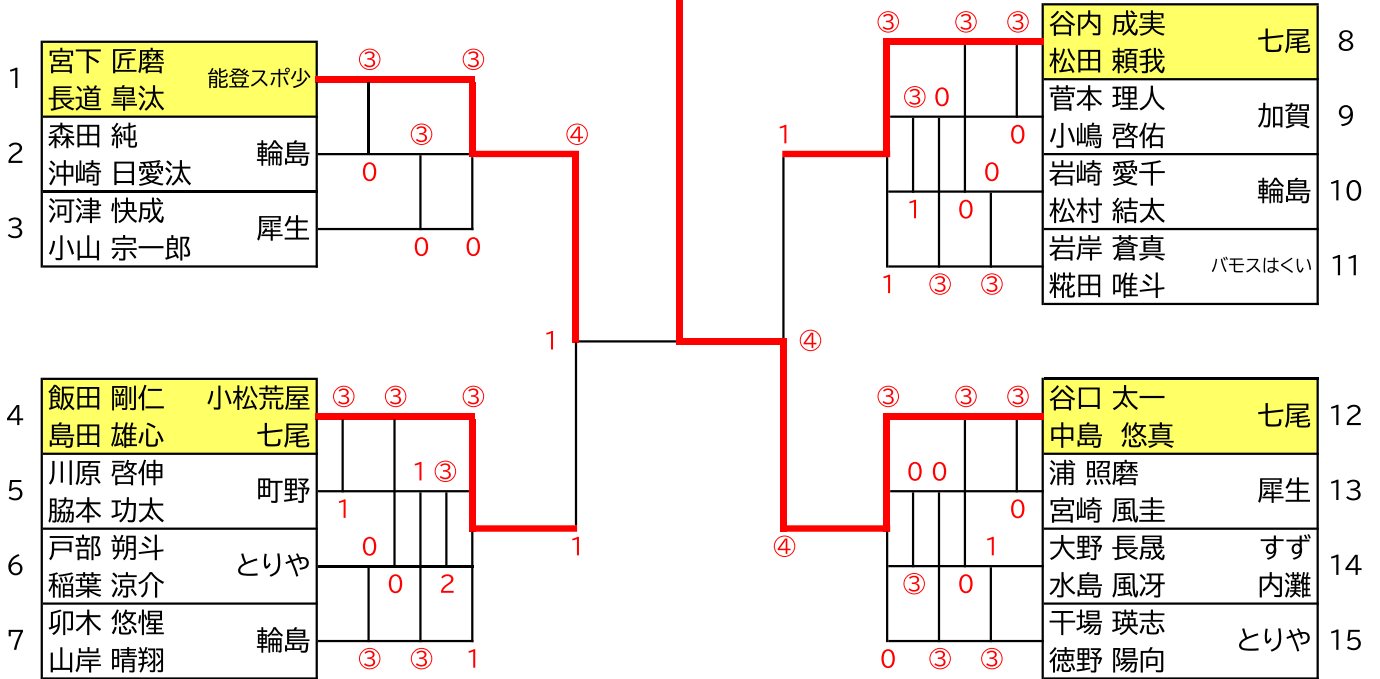 1 宮下 匠磨 能登スポ少
長道 皐汰
2 森田 純 輪島
沖崎 日愛汰
3 河津 快成 犀生
小山 宗一郎
③ ③
③
0
0 0
④
1
4 飯田 剛仁 小松荒屋
島田 雄心 七尾
5 川原 啓伸 町野
脇本 功太
6 戸部 朔斗 とりや
稲葉 涼介
7 卯木 悠惺 輪島
山岸 晴翔
③ ③ ③
1 ③
1
0
0 2
③ ③ 1
1
③ ③ ③
③ 0
0
0
1 0
1 ③ ③
1
④
谷内 成実 七尾 8
松田 頼我
菅本 理人 加賀 9
小嶋 啓佑
岩崎 愛千 輪島 10
松村 結太
岩岸 蒼真 バモスはくい 11
糀田 唯斗
③ ③ ③
0 0
0
1
③ 0
0 ③ ③
④
谷口 太一 七尾 12
中島 悠真
浦 照磨 犀生 13
宮崎 風圭
大野 長晟 すず 14
水島 風冴 内灘
干場 瑛志 とりや 15
徳野 陽向